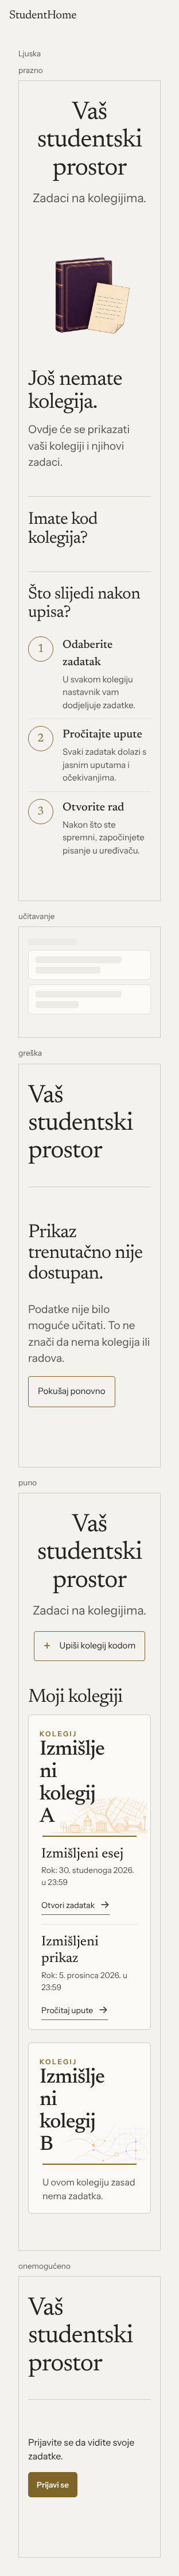 StudentHome
Ljuska
prazno
Vaš
studentski
prostor
Zadaci na kolegijima.
Još nemate
kolegija.
Ovdje će se prikazati
vaši kolegiji i njihovi
zadaci.
Imate kod
kolegija?
Što slijedi nakon
upisa?
1
Odaberite
zadatak
U svakom kolegiju
nastavnik vam
dodjeljuje zadatke.
2
Pročitajte upute
Svaki zadatak dolazi s
jasnim uputama i
očekivanjima.
3
Otvorite rad
Nakon što ste
spremni, započinjete
pisanje u uređivaču.
učitavanje
greška
Vaš
studentski
prostor
Prikaz
trenutačno nije
dostupan.
Podatke nije bilo
moguće učitati. To ne
znači da nema kolegija ili
radova.
Pokušaj ponovno
puno
Vaš
studentski
prostor
Zadaci na kolegijima.
+ Upiši kolegij kodom
Moji kolegiji
KOLEGIJ
Izmišlje
ni
kolegij
A
Izmišljeni esej
Rok: 30. studenoga 2026.
u 23:59
Otvori zadatak →
Izmišljeni
prikaz
Rok: 5. prosinca 2026. u
23:59
Pročitaj upute →
KOLEGIJ
Izmišlje
ni
kolegij
B
U ovom kolegiju zasad
nema zadatka.
onemogućeno
Vaš
studentski
prostor
Prijavite se da vidite svoje
zadatke.
Prijavi se